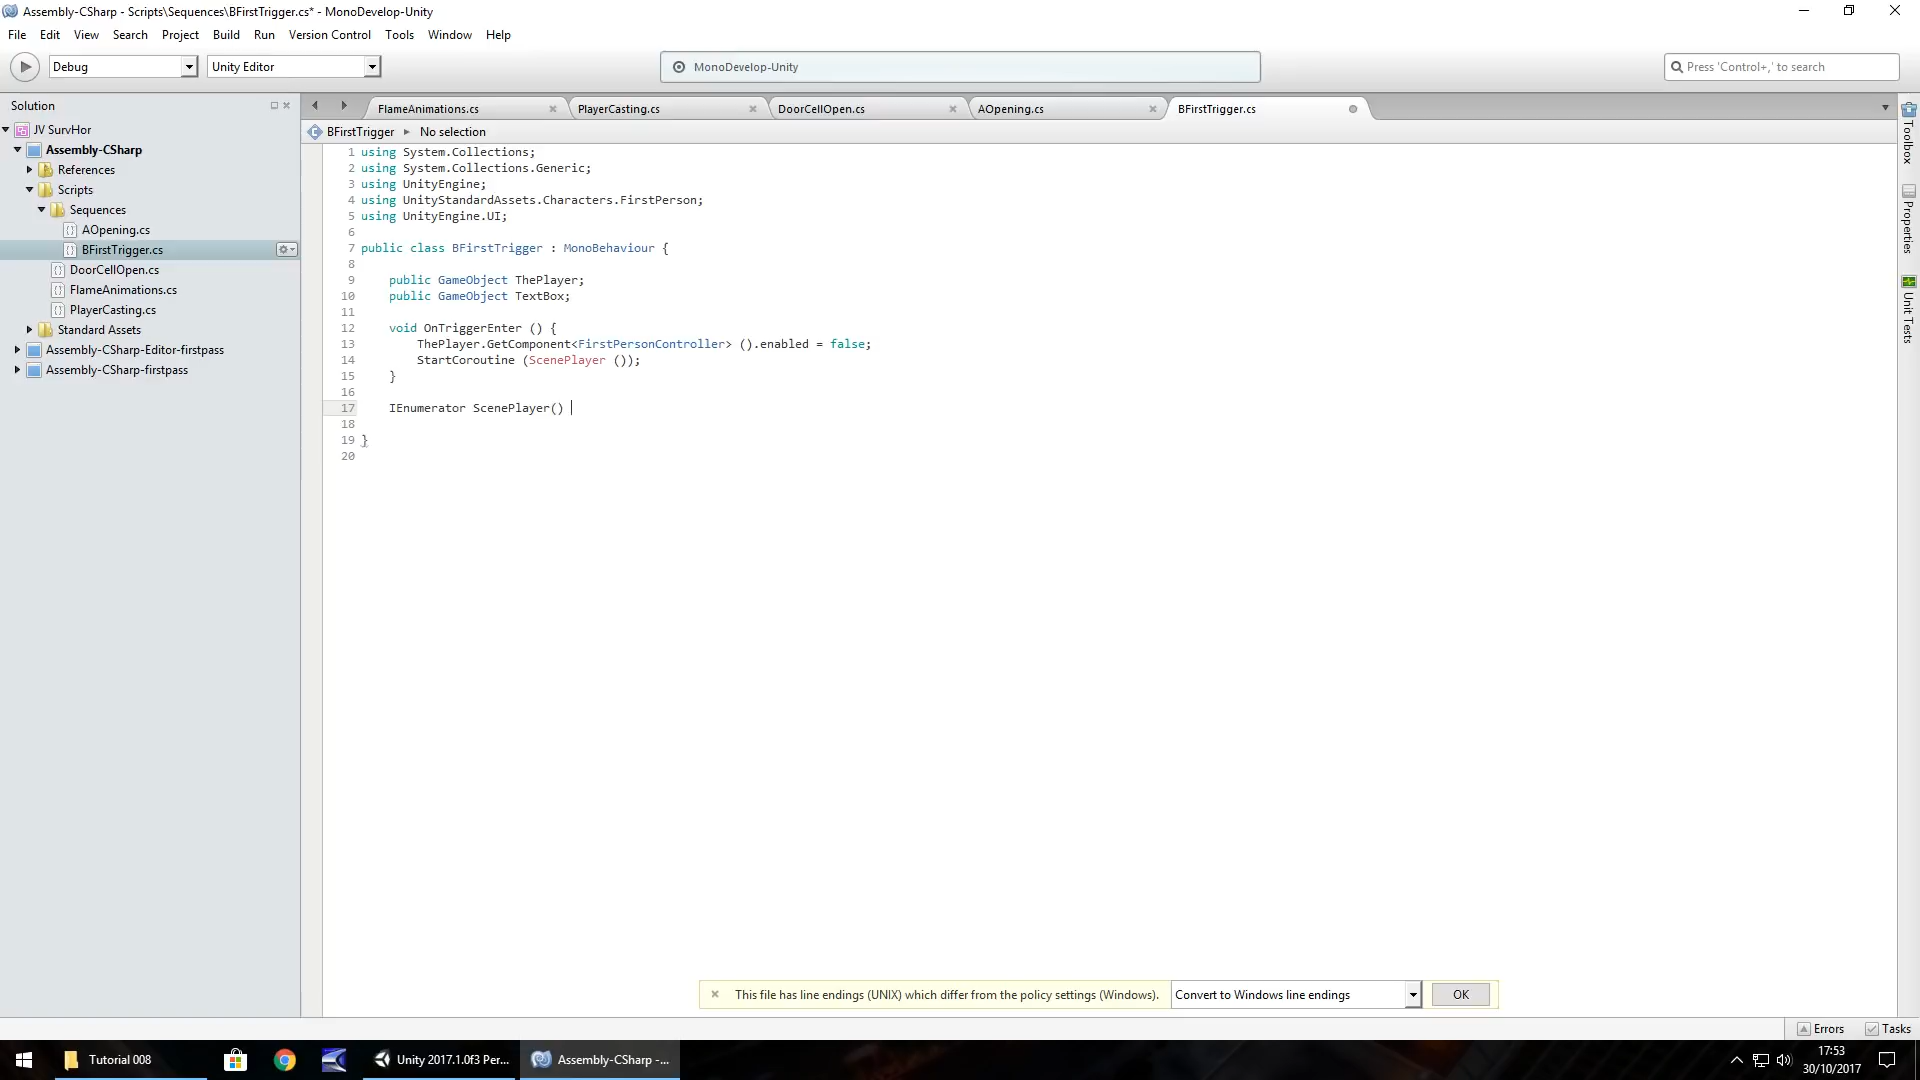 Assembly-CSharp - Scripts\Sequences\BFirstTrigger.cs* - MonoDevelop-Unity
File Edit View Search Project Build Run Version Control Tools Window Help
Debug Unity Editor MonoDevelop-Unity Press 'Control+,' to search
Solution
JV SurvHor
Assembly-CSharp
References
Scripts
Sequences
AOpening.cs
BFirstTrigger.cs
DoorCellOpen.cs
FlameAnimations.cs
PlayerCasting.cs
Standard Assets
Assembly-CSharp-Editor-firstpass
Assembly-CSharp-firstpass
FlameAnimations.cs PlayerCasting.cs DoorCellOpen.cs AOpening.cs BFirstTrigger.cs
BFirstTrigger No selection
1 using System.Collections;
2 using System.Collections.Generic;
3 using UnityEngine;
4 using UnityStandardAssets.Characters.FirstPerson;
5 using UnityEngine.UI;
6
7 public class BFirstTrigger : MonoBehaviour {
8
9 public GameObject ThePlayer;
10 public GameObject TextBox;
11
12 void OnTriggerEnter () {
13 ThePlayer.GetComponent<FirstPersonController> ().enabled = false;
14 StartCoroutine (ScenePlayer ());
15 }
16
17 IEnumerator ScenePlayer()
18
19 }
20
Toolbox
Properties
Unit Tests
This file has line endings (UNIX) which differ from the policy settings (Windows). Convert to Windows line endings OK
Errors Tasks
Tutorial 008 Unity 2017.1.0f3 Per... Assembly-CSharp -...
17:53
30/10/2017